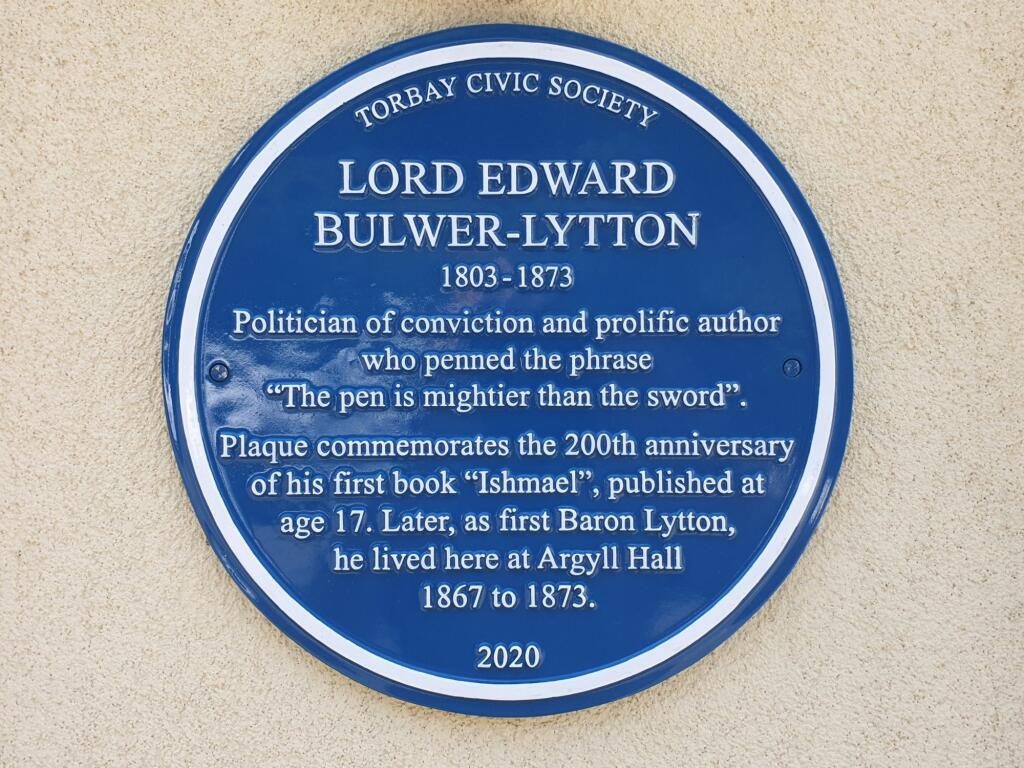 TORBAY CIVIC SOCIETY
LORD EDWARD
BULWER-LYTTON
1803-1873
Politician of conviction and prolific author
who penned the phrase
“The pen is mightier than the sword”.
Plaque commemorates the 200th anniversary
of his first book “Ishmael”, published at
age 17. Later, as first Baron Lytton,
he lived here at Argyll Hall
1867 to 1873.
2020